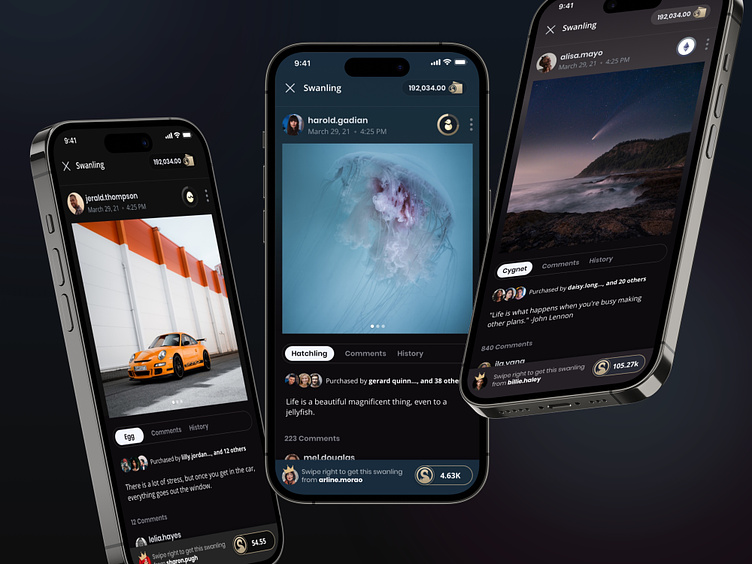 9:41
Swanling
192,034.00
jerald.thompson
March 29, 21 • 4:25 PM
Egg
Comments
History
Purchased by lilly.jordan..., and 12 others
There is a lot of stress, but once you get in the car,
everything goes out the window.
12 Comments
lelia.hayes
Swipe right to get this swanling
from sharon.pugh
54.55
9:41
Swanling
192,034.00
harold.gadian
March 29, 21 • 4:25 PM
Hatchling
Comments
History
Purchased by gerard quinn..., and 38 othe
Life is a beautiful magnificent thing, even to a
jellyfish.
223 Comments
mel.douglas
Swipe right to get this swanling
from arline.morao
4.63K
9:41
Swanling
192,034.00
alisa.mayo
March 29, 21 • 4:25 PM
Cygnet
Comments
History
Purchased by daisy.long..., and 20 others
"Life is what happens when you're busy making
other plans." -John Lennon
840 Comments
ila.vang
Swipe right to get this swanling
from billie.haley
105.27k